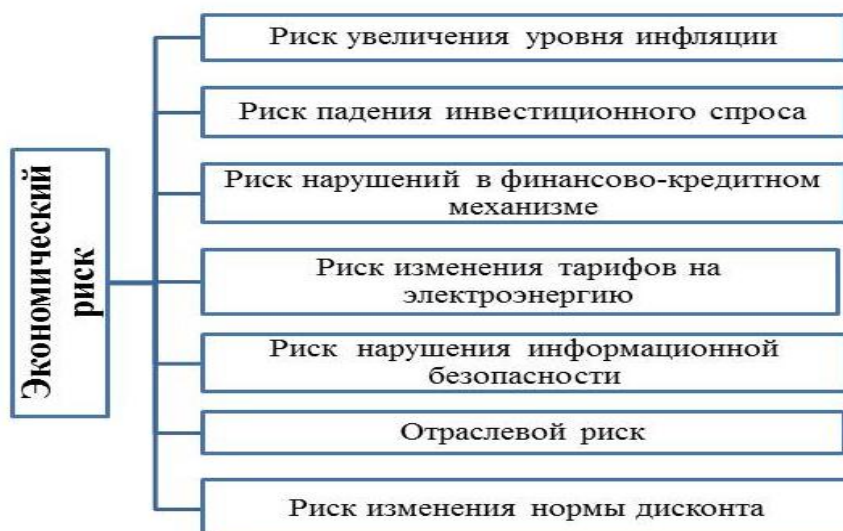 Экономический
риск
Риск увеличения уровня инфляции
Риск падения инвестиционного спроса
Риск нарушений в финансово-кредитном
механизме
Риск изменения тарифов на
электроэнергию
Риск нарушения информационной
безопасности
Отраслевой риск
Риск изменения нормы дисконта